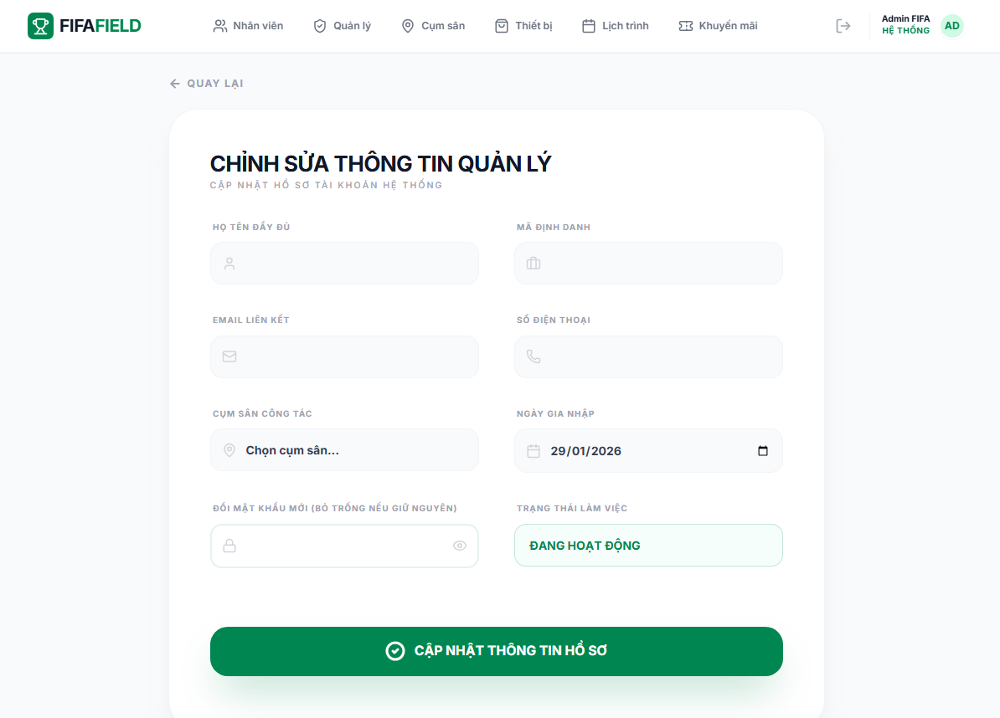 FIFAFIELD
Nhân viên
Quản lý
Cụm sân
Thiết bị
Lịch trình
Khuyến mãi
Admin FIFA
HỆ THỐNG
AD
QUAY LẠI
CHỈNH SỬA THÔNG TIN QUẢN LÝ
CẬP NHẬT HỒ SƠ TÀI KHOẢN HỆ THỐNG
HỌ TÊN ĐẦY ĐỦ
MÃ ĐỊNH DANH
EMAIL LIÊN KẾT
SỐ ĐIỆN THOẠI
CỤM SÂN CÔNG TÁC
NGÀY GIA NHẬP
Chọn cụm sân...
29/01/2026
ĐỔI MẬT KHẨU MỚI (BỎ TRỐNG NẾU GIỮ NGUYÊN)
TRẠNG THÁI LÀM VIỆC
ĐANG HOẠT ĐỘNG
CẬP NHẬT THÔNG TIN HỒ SƠ